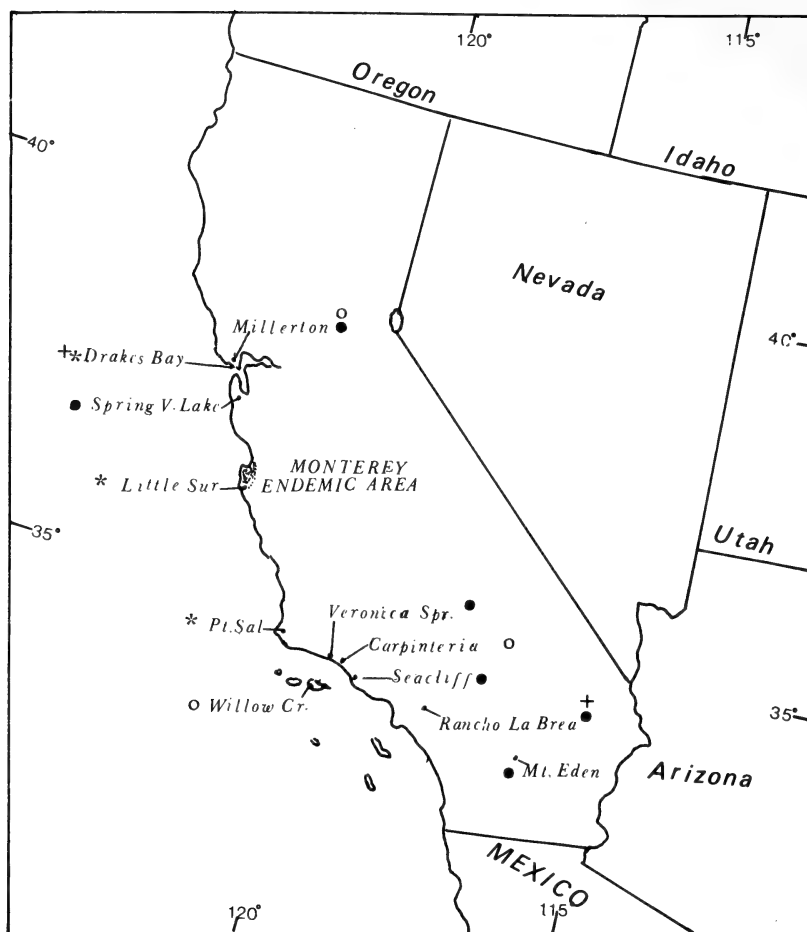 120°
115°
Oregon
40°
Idaho
Nevada
Millerton
40°
+ *Drakes Bay
Spring V. Lake
MONTEREY
ENDEMIC AREA
* Little Sur
35°
Utah
Veronica Spr.
* Pt. Sal
Carpinteria
Seacliff
Willow Cr.
+
Rancho La Brea
35°
Mt. Eden
Arizona
MEXICO
120°
115°